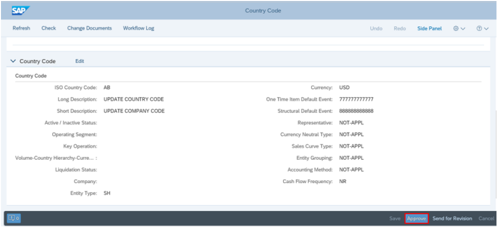 SAP
Country Code
Refresh Check Change Documents Workflow Log Undo Redo Side Panel
Country Code Edit
Country Code
ISO Country Code: AB Currency: USD
Long Description: UPDATE COUNTRY CODE One Time Item Default Event: 777777777777
Short Description: UPDATE COMPANY CODE Structural Default Event: 888888888888
Active / Inactive Status: Representative: NOT-APPL
Operating Segment: Currency Neutral Type: NOT-APPL
Key Operation: Sales Curve Type: NOT-APPL
Volume-Country Hierarchy-Curre... : Entity Grouping: NOT-APPL
Liquidation Status: Accounting Method: NOT-APPL
Company: Cash Flow Frequency: NR
Entity Type: SH
Save Approve Send for Revision Cancel